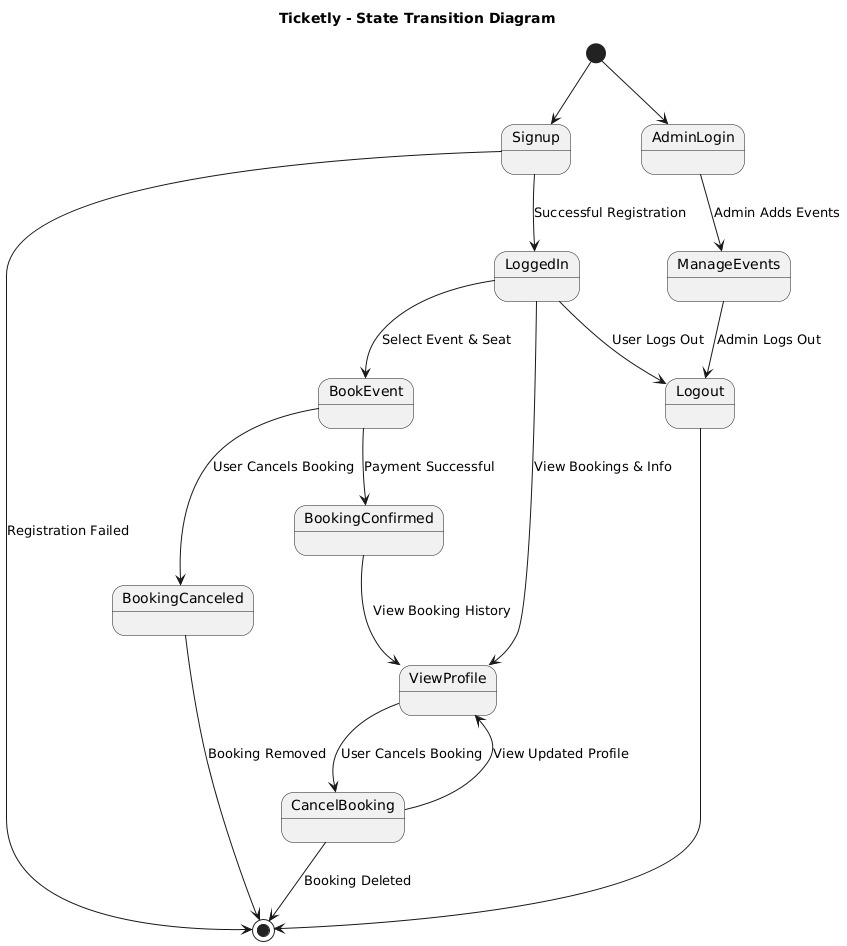 Ticketly - State Transition Diagram
Signup
AdminLogin
Successful Registration
Admin Adds Events
LoggedIn
ManageEvents
Select Event & Seat
User Logs Out
Admin Logs Out
BookEvent
Logout
User Cancels Booking
Payment Successful
View Bookings & Info
BookingConfirmed
Registration Failed
BookingCanceled
View Booking History
ViewProfile
Booking Removed
User Cancels Booking
View Updated Profile
CancelBooking
Booking Deleted